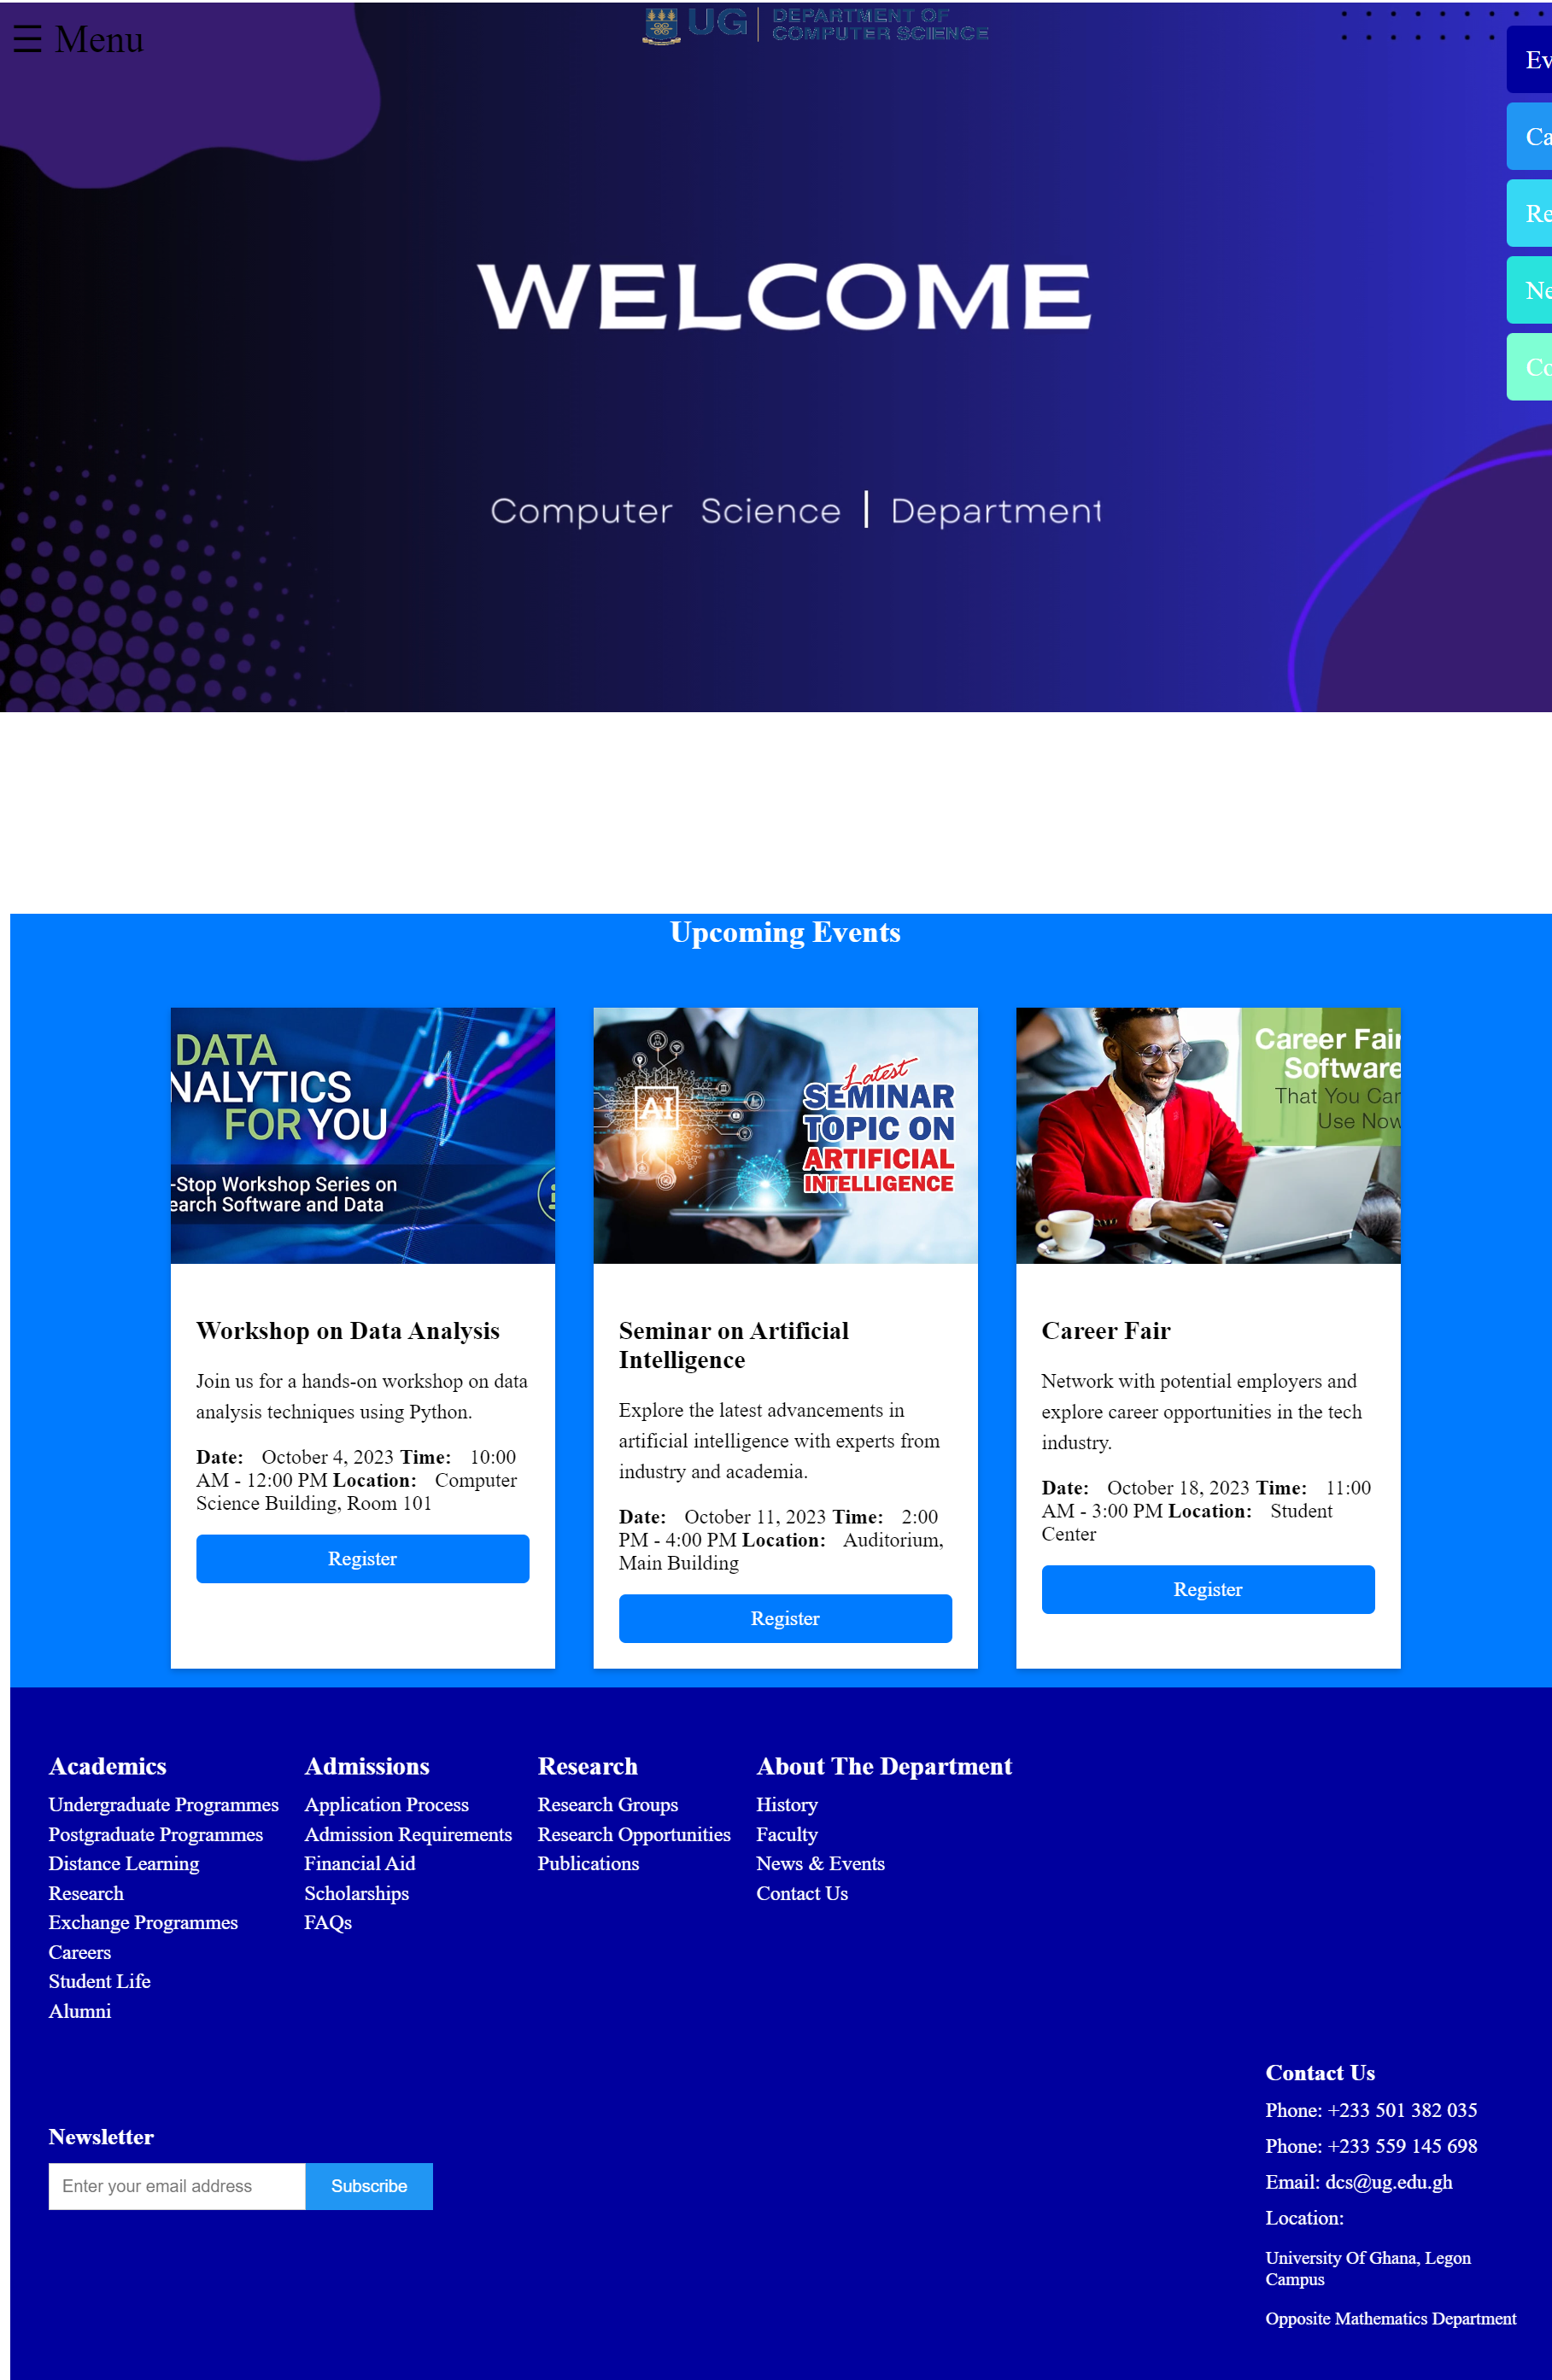 ☰ Menu
UG DEPARTMENT OF
COMPUTER SCIENCE
Ev
Ca
Re
Ne
Co
WELCOME
Computer Science | Department
Upcoming Events
DATA
NALYTICS
FOR YOU
-Stop Workshop Series on
earch Software and Data
Workshop on Data Analysis
Join us for a hands-on workshop on data
analysis techniques using Python.
Date: October 4, 2023 Time: 10:00
AM - 12:00 PM Location: Computer
Science Building, Room 101
Register
AI
Latest
SEMINAR
TOPIC ON
ARTIFICIAL
INTELLIGENCE
Seminar on Artificial
Intelligence
Explore the latest advancements in
artificial intelligence with experts from
industry and academia.
Date: October 11, 2023 Time: 2:00
PM - 4:00 PM Location: Auditorium,
Main Building
Register
Career Fair
Software
That You Can
Use Now
Career Fair
Network with potential employers and
explore career opportunities in the tech
industry.
Date: October 18, 2023 Time: 11:00
AM - 3:00 PM Location: Student
Center
Register
Academics
Undergraduate Programmes
Postgraduate Programmes
Distance Learning
Research
Exchange Programmes
Careers
Student Life
Alumni
Admissions
Application Process
Admission Requirements
Financial Aid
Scholarships
FAQs
Research
Research Groups
Research Opportunities
Publications
About The Department
History
Faculty
News & Events
Contact Us
Newsletter
Enter your email address
Subscribe
Contact Us
Phone: +233 501 382 035
Phone: +233 559 145 698
Email: dcs@ug.edu.gh
Location:
University Of Ghana, Legon
Campus
Opposite Mathematics Department